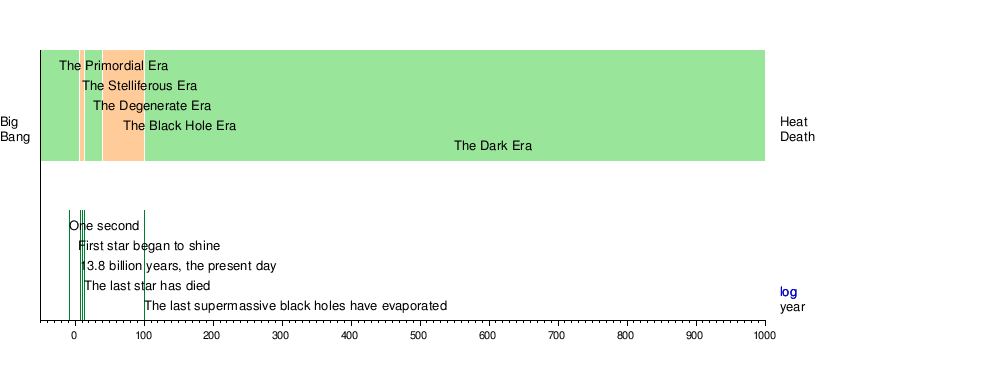 The Primordial Era
The Stelliferous Era
The Degenerate Era
The Black Hole Era
The Dark Era
Big
Bang
Heat
Death
One second
First star began to shine
13.8 billion years, the present day
The last star has died
The last supermassive black holes have evaporated
log
year
0 100 200 300 400 500 600 700 800 900 1000